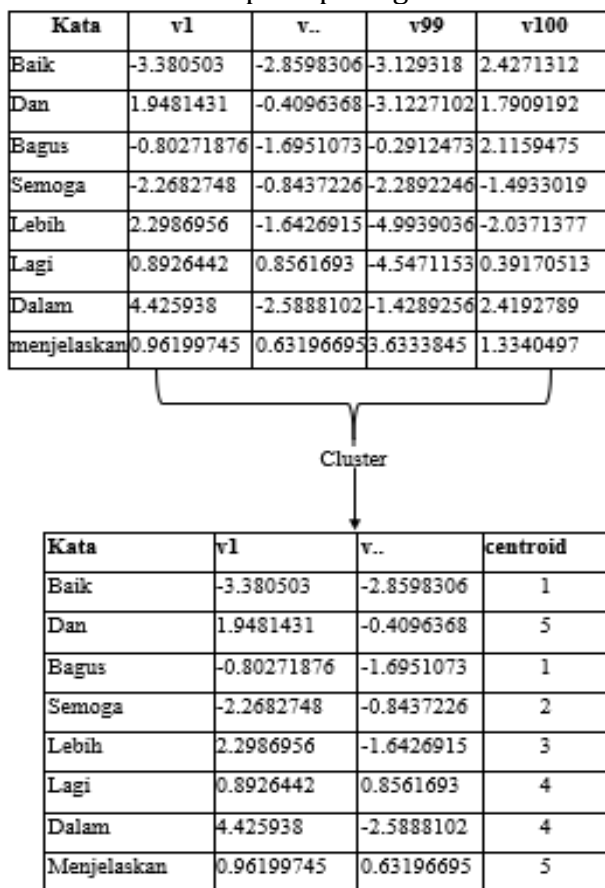 Kata v1 v.. v99 v100
Baik -3.380503 -2.8598306 -3.129318 2.4271312
Dan 1.9481431 -0.4096368 -3.1227102 1.7909192
Bagus -0.80271876 -1.6951073 -0.2912473 2.1159475
Semoga -2.2682748 -0.8437226 -2.2892246 -1.4933019
Lebih 2.2986956 -1.6426915 -4.9939036 -2.0371377
Lagi 0.8926442 0.8561693 -4.5471153 0.39170513
Dalam 4.425938 -2.5888102 -1.4289256 2.4192789
menjelaskan 0.96199745 0.63196695 3.6333845 1.3340497
Cluster
Kata v1 v.. centroid
Baik -3.380503 -2.8598306 1
Dan 1.9481431 -0.4096368 5
Bagus -0.80271876 -1.6951073 1
Semoga -2.2682748 -0.8437226 2
Lebih 2.2986956 -1.6426915 3
Lagi 0.8926442 0.8561693 4
Dalam 4.425938 -2.5888102 4
Menjelaskan 0.96199745 0.63196695 5